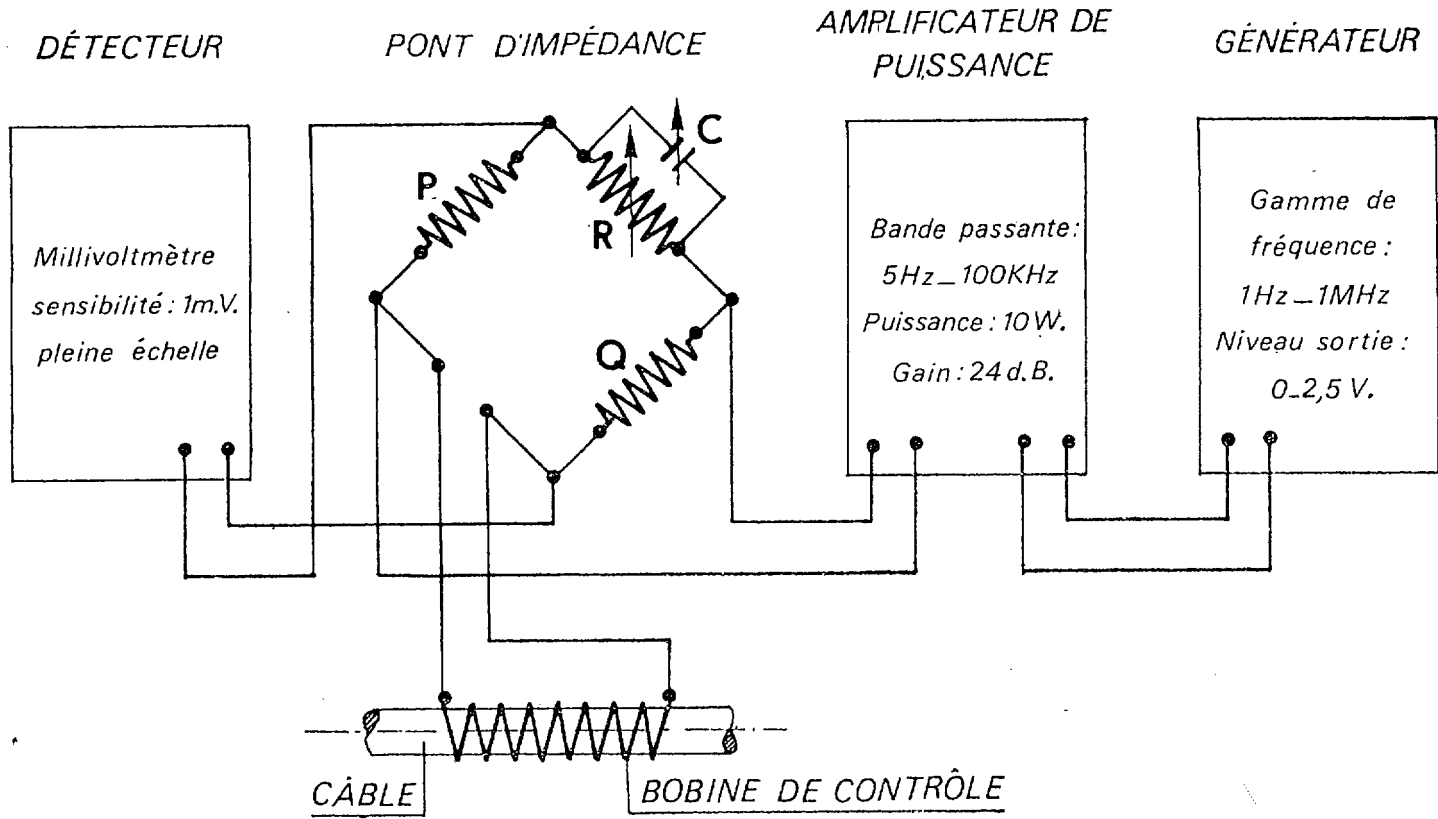 DÉTECTEUR
PONT D'IMPÉDANCE
AMPLIFICATEUR DE
PUISSANCE
GÉNÉRATEUR
Millivoltmètre
sensibilité : 1m.V.
pleine échelle
P
C
R
Q
Bande passante :
5Hz_100KHz
Puissance : 10W.
Gain : 24 d.B.
Gamme de
fréquence :
1Hz_1MHz
Niveau sortie :
0_2,5 V.
CÂBLE
BOBINE DE CONTRÔLE